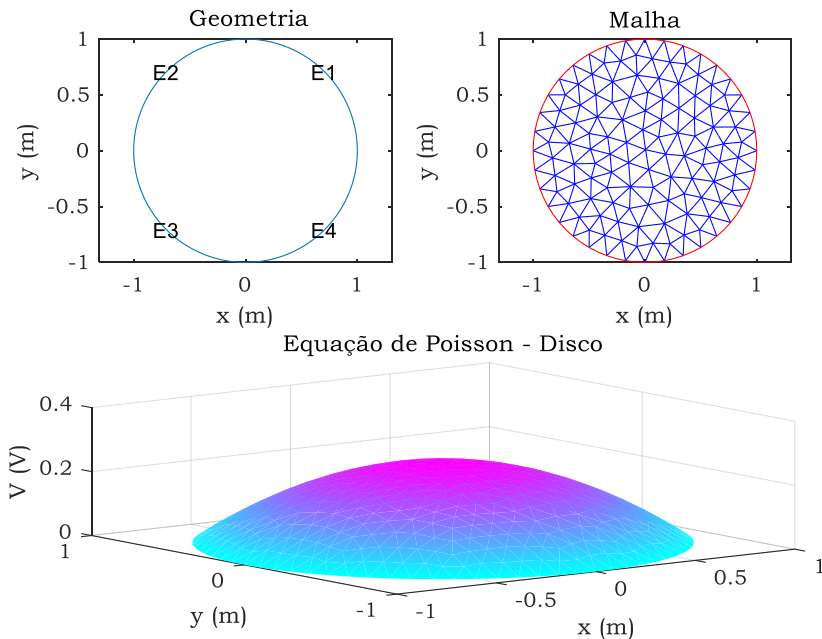 Geometria
1
0.5
0
-0.5
-1
y (m)
E2
E1
E3
E4
-1
0
1
x (m)
Malha
1
0.5
0
-0.5
-1
y (m)
-1
0
1
x (m)
Equação de Poisson - Disco
0.4
0.2
0
V (V)
1
0
-1
y (m)
-1
-0.5
0
0.5
1
x (m)